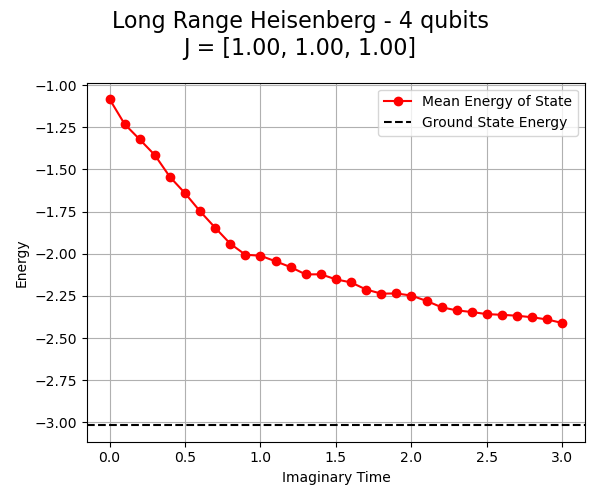 Long Range Heisenberg - 4 qubits
J = [1.00, 1.00, 1.00]
−1.00
−1.25
−1.50
−1.75
−2.00
−2.25
−2.50
−2.75
−3.00
Energy
Mean Energy of State
Ground State Energy
0.0
0.5
1.0
1.5
2.0
2.5
3.0
Imaginary Time